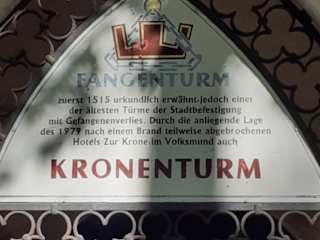 FANGENTURM
zuerst 1515 urkundlich erwähnt-jedoch einer
der ältesten Türme der Stadtbefestigung
mit Gefangenenverlies. Durch die anliegende Lage
des 1979 nach einem Brand teilweise abgebrochenen
Hotels Zur Krone im Volksmund auch
KRONENTURM